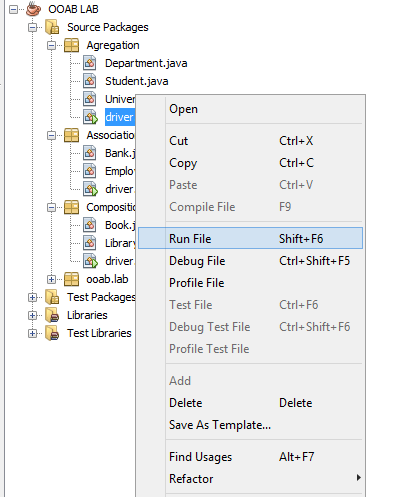 OOAB LAB
Source Packages
Agregation
Department.java
Student.java
Univer
driver
Association
Bank.j
Employ
driver
Composition
Book.j
Library
driver
ooab.lab
Test Packages
Libraries
Test Libraries
Open
Cut Ctrl+X
Copy Ctrl+C
Paste Ctrl+V
Compile File F9
Run File Shift+F6
Debug File Ctrl+Shift+F5
Profile File
Test File Ctrl+F6
Debug Test File Ctrl+Shift+F6
Profile Test File
Add
Delete Delete
Save As Template...
Find Usages Alt+F7
Refactor